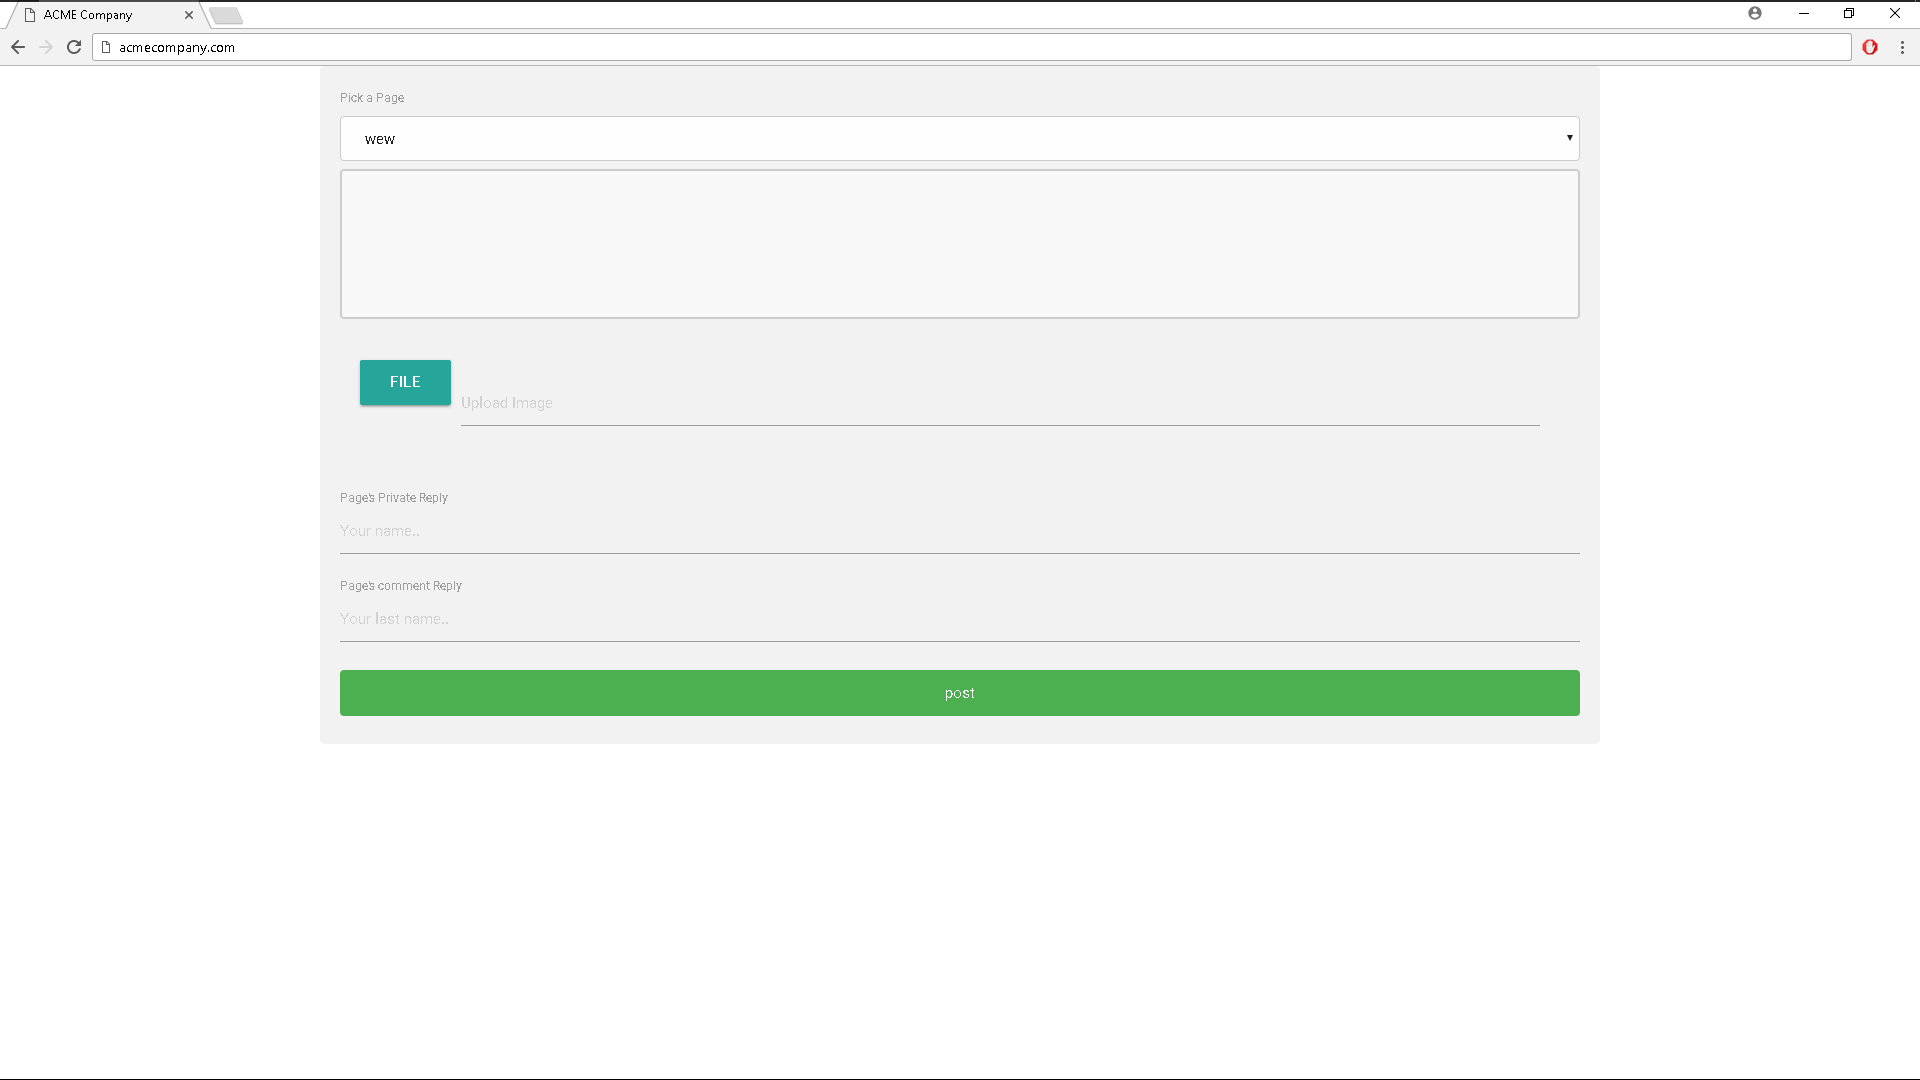 ACME Company
acmecompany.com
Pick a Page
wew
FILE
Upload Image
Page's Private Reply
Your name..
Page's comment Reply
Your last name..
post